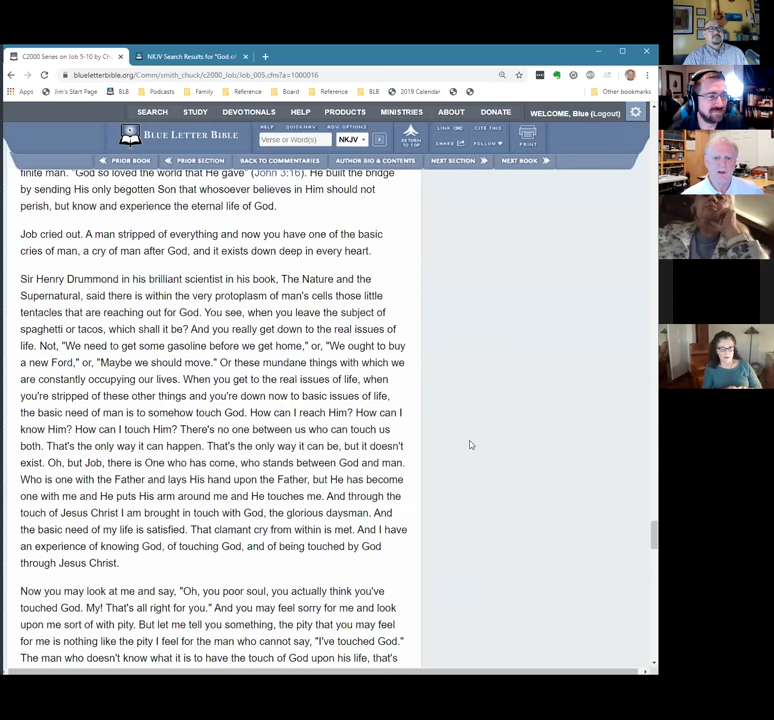 C2000 Series on Job 5-10 by Ch
NKJV Search Results for "God of
blueletterbible.org/Comm/smith_chuck/c2000_Job/Job_005.cfm?a=1000016
Apps
Jim's Start Page
BLB
Podcasts
Family
Reference
Board
Reference
BLB
2019 Calendar
Other bookmarks
SEARCH
STUDY
DEVOTIONALS
HELP
PRODUCTS
MINISTRIES
ABOUT
DONATE
WELCOME, Blue (Logout)
BLUE LETTER BIBLE
HELP
QUICKNAV
ADV. OPTIONS
Verse or Word(s)
NKJV
RETURN
TO TOP
LINK
CITE THIS
SHARE
FOLLOW
PRINT
PRIOR BOOK
PRIOR SECTION
BACK TO COMMENTARIES
AUTHOR BIO & CONTENTS
NEXT SECTION
NEXT BOOK
finite man. "God so loved the world that He gave" (John 3:16). He built the bridge
by sending His only begotten Son that whosoever believes in Him should not
perish, but know and experience the eternal life of God.
Job cried out. A man stripped of everything and now you have one of the basic
cries of man, a cry of man after God, and it exists down deep in every heart.
Sir Henry Drummond in his brilliant scientist in his book, The Nature and the
Supernatural, said there is within the very protoplasm of man's cells those little
tentacles that are reaching out for God. You see, when you leave the subject of
spaghetti or tacos, which shall it be? And you really get down to the real issues of
life. Not, "We need to get some gasoline before we get home," or, "We ought to buy
a new Ford," or, "Maybe we should move." Or these mundane things with which we
are constantly occupying our lives. When you get to the real issues of life, when
you're stripped of these other things and you're down now to basic issues of life,
the basic need of man is to somehow touch God. How can I reach Him? How can I
know Him? How can I touch Him? There's no one between us who can touch us
both. That's the only way it can happen. That's the only way it can be, but it doesn't
exist. Oh, but Job, there is One who has come, who stands between God and man.
Who is one with the Father and lays His hand upon the Father, but He has become
one with me and He puts His arm around me and He touches me. And through the
touch of Jesus Christ I am brought in touch with God, the glorious daysman. And
the basic need of my life is satisfied. That clamant cry from within is met. And I have
an experience of knowing God, of touching God, and of being touched by God
through Jesus Christ.
Now you may look at me and say, "Oh, you poor soul, you actually think you've
touched God. My! That's all right for you." And you may feel sorry for me and look
upon me sort of with pity. But let me tell you something, the pity that you may feel
for me is nothing like the pity I feel for the man who cannot say, "I've touched God."
The man who doesn't know what it is to have the touch of God upon his life, that's